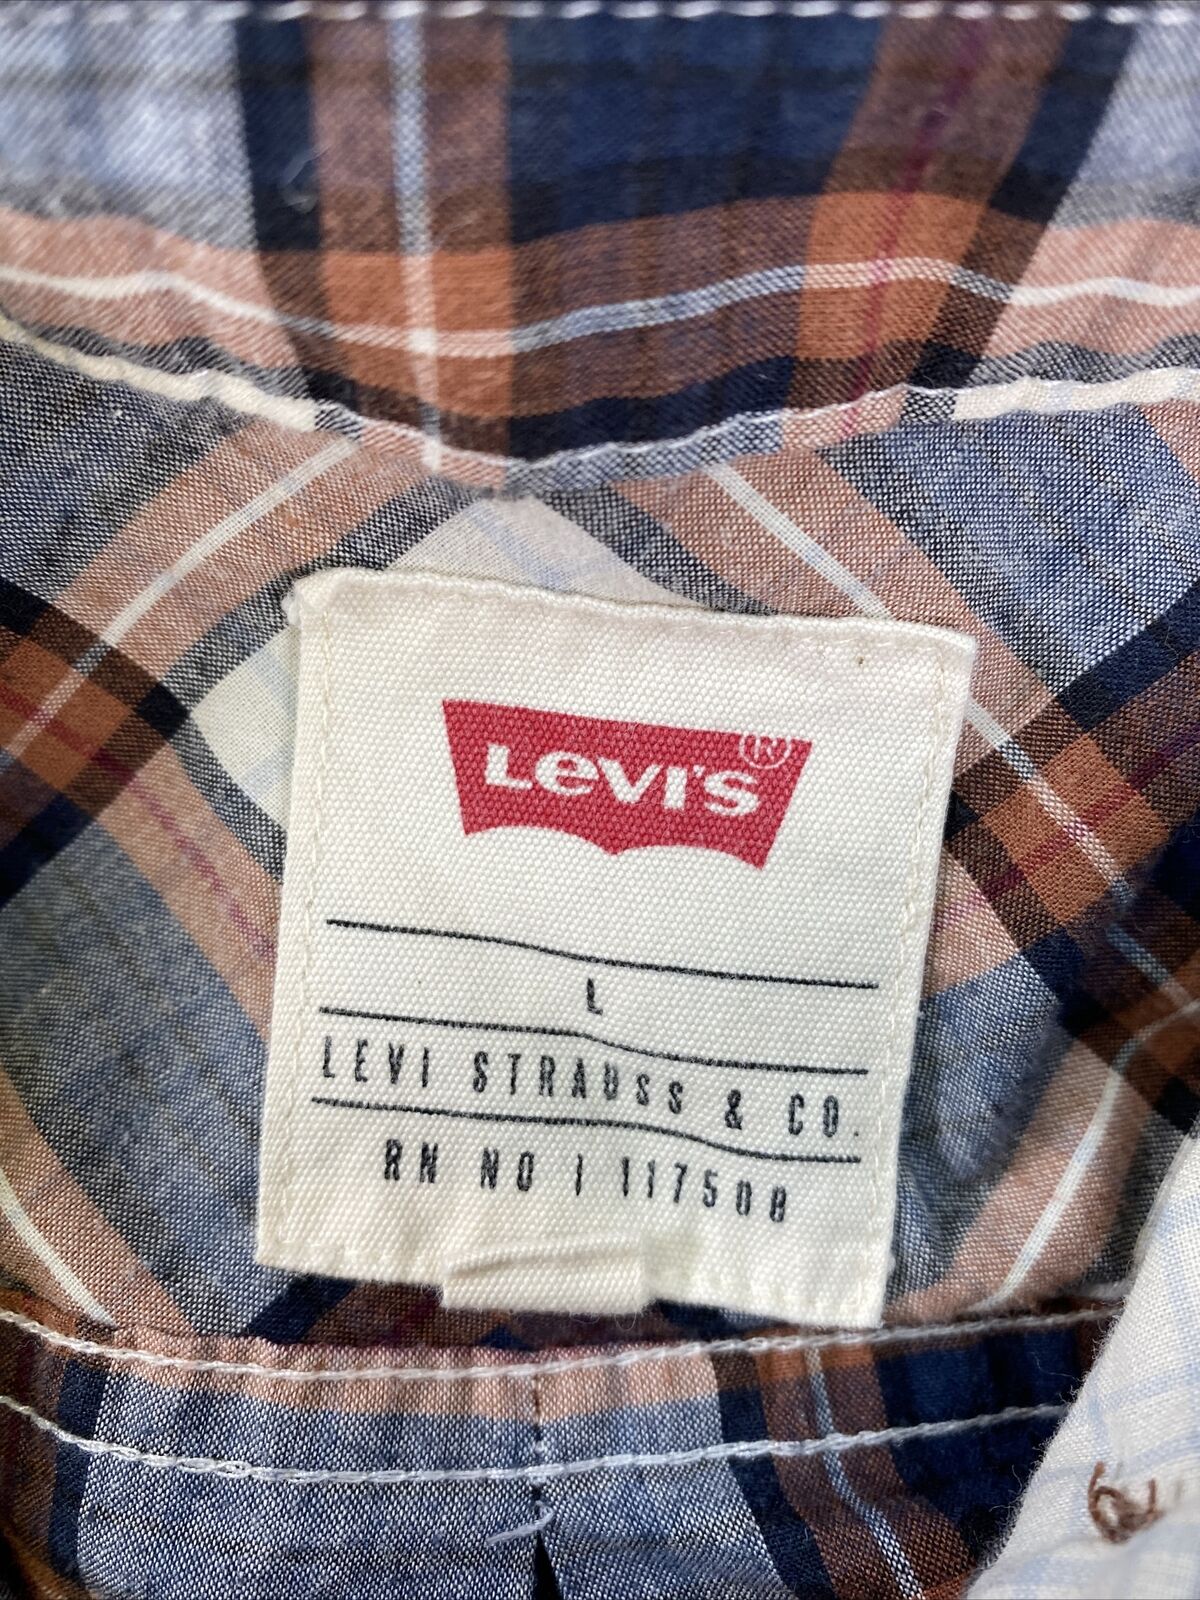 LEVI'S®
L
LEVI STRAUSS & CO.
RN NO | 117508